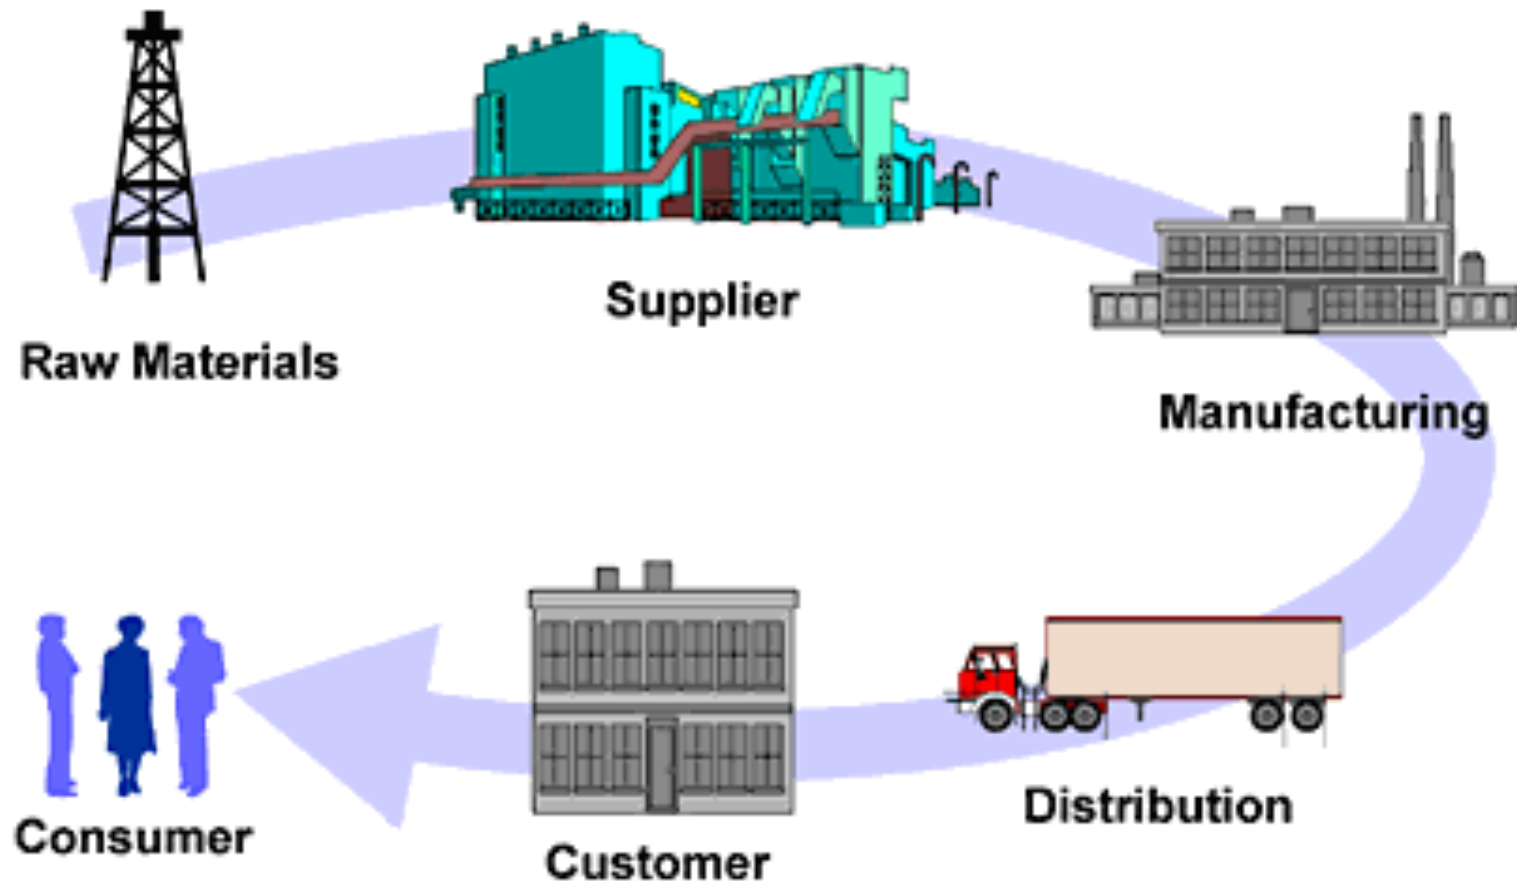 Raw Materials
Supplier
Manufacturing
Distribution
Customer
Consumer